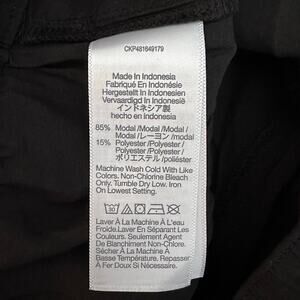 CKP481649179
Made In Indonesia
Fabriqué En Indonésie
Hergestellt In Indonesien
Vervaardigd In Indonesië
インドネシア製
hecho en indonesia
85% Modal /Modal /Modal
/Modal /レーヨン /modal
15% Polyester /Polyester /
Polyester /Polyester /
ポリエステル /poliéster
Machine Wash Cold With Like
Colors. Non-Chlorine Bleach
Only. Tumble Dry Low. Iron
On Lowest Setting.
Laver À La Machine À L'eau
Froide.Laver En Séparant Les
Couleurs. Seulement Agent
De Blanchiment Non-Chloré.
Sécher À La Machine À
Basse Température. Repasser
À Fer Doux Si Nécessaire.